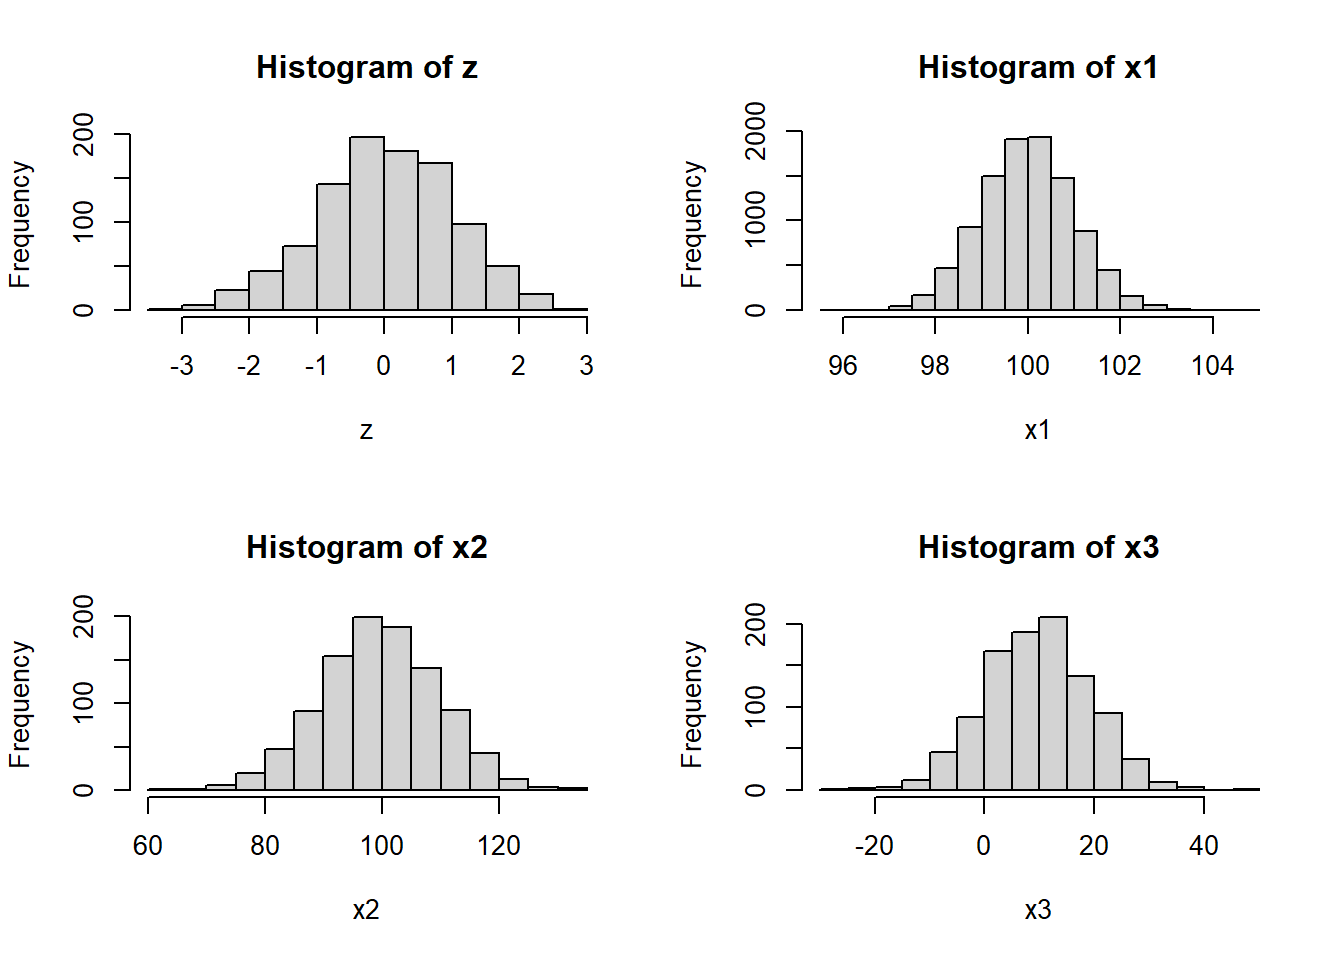 Histogram of z
Frequency
0 100 200
-3 -2 -1 0 1 2 3
z
Histogram of x1
Frequency
0 1000 2000
96 98 100 102 104
x1
Histogram of x2
Frequency
0 100 200
60 80 100 120
x2
Histogram of x3
Frequency
0 100 200
-20 0 20 40
x3